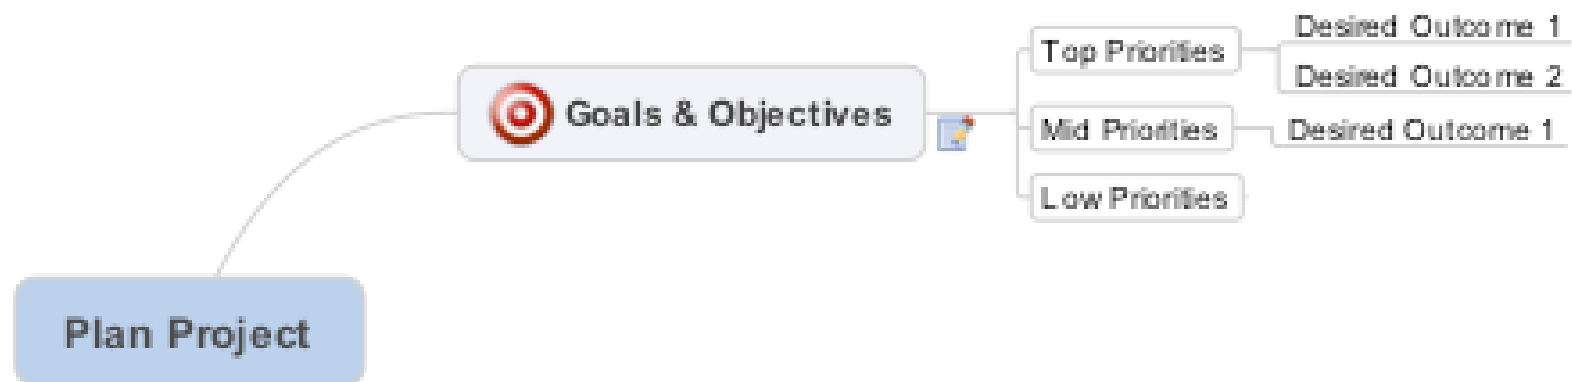 Desired Outcome 1
Top Priorities
Desired Outcome 2
Goals & Objectives
Mid Priorities
Desired Outcome 1
Low Priorities
Plan Project